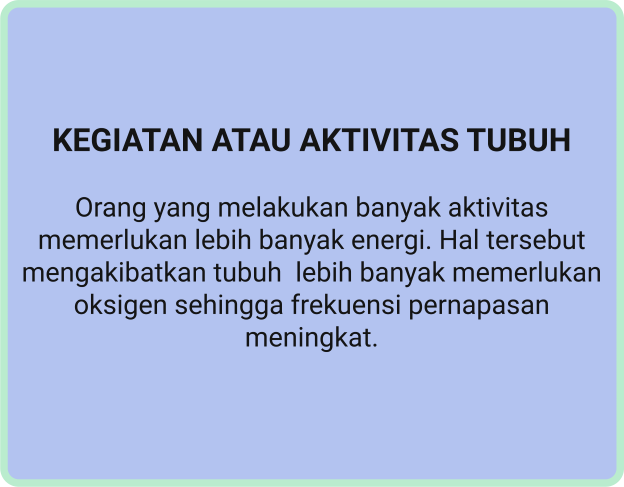 KEGIATAN ATAU AKTIVITAS TUBUH
Orang yang melakukan banyak aktivitas
memerlukan lebih banyak energi. Hal tersebut
mengakibatkan tubuh  lebih banyak memerlukan
oksigen sehingga frekuensi pernapasan
meningkat.